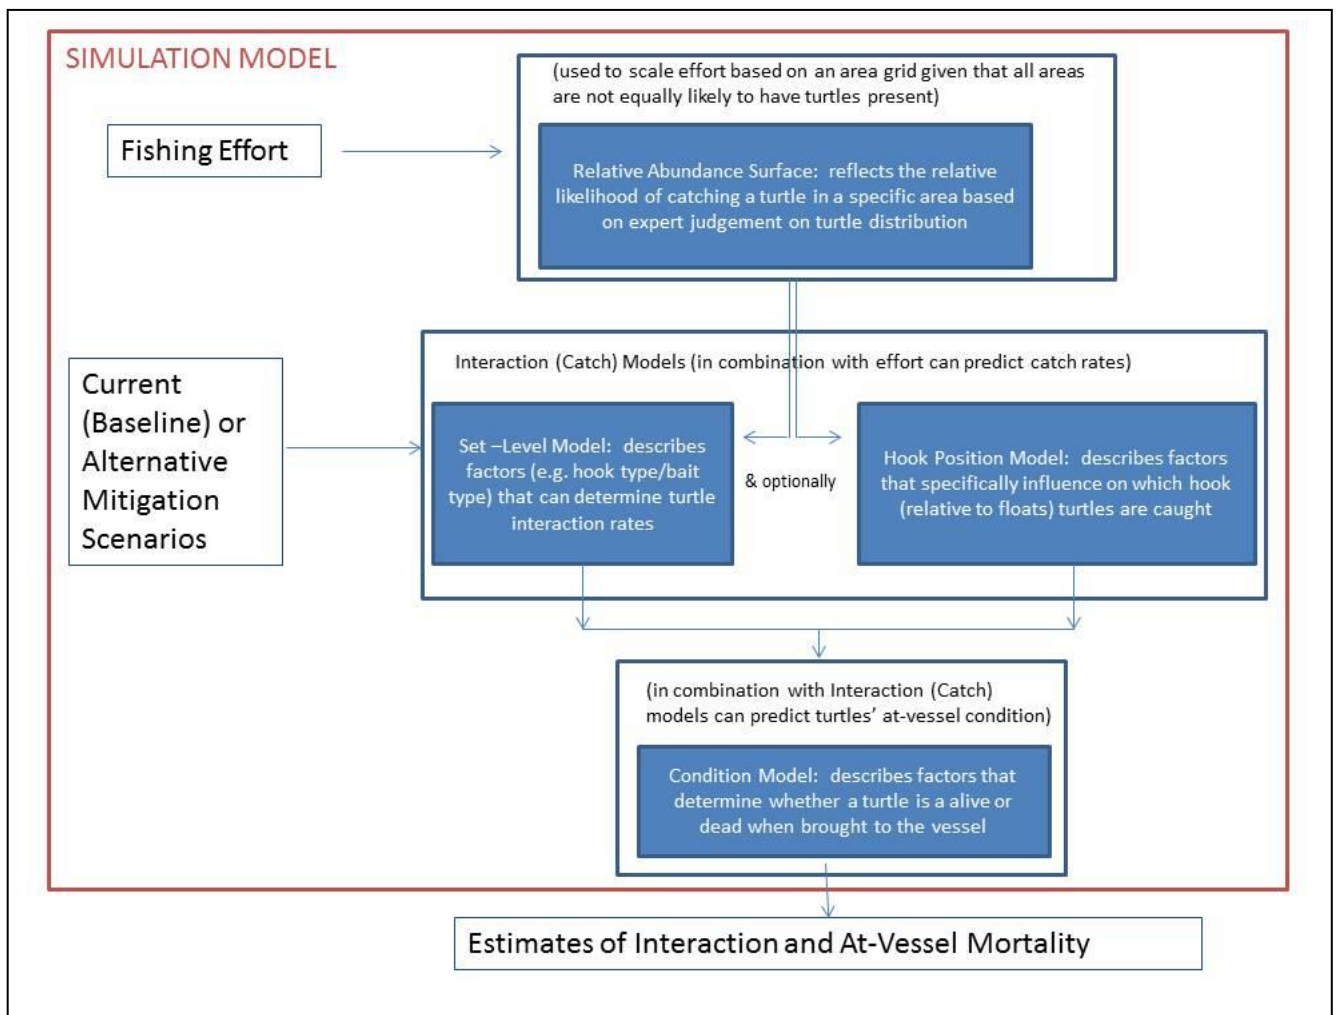 SIMULATION MODEL
(used to scale effort based on an area grid given that all areas
are not equally likely to have turtles present)
Fishing Effort
Relative Abundance Surface: reflects the relative
likelihood of catching a turtle in a specific area based
on expert judgement on turtle distribution
Current
(Baseline) or
Alternative
Mitigation
Scenarios
Interaction (Catch) Models (in combination with effort can predict catch rates)
Set –Level Model: describes
factors (e.g. hook type/bait
type) that can determine turtle
interaction rates
& optionally
Hook Position Model: describes factors
that specifically influence on which hook
(relative to floats) turtles are caught
(in combination with Interaction (Catch)
models can predict turtles’ at-vessel condition)
Condition Model: describes factors that
determine whether a turtle is a alive or
dead when brought to the vessel
Estimates of Interaction and At-Vessel Mortality